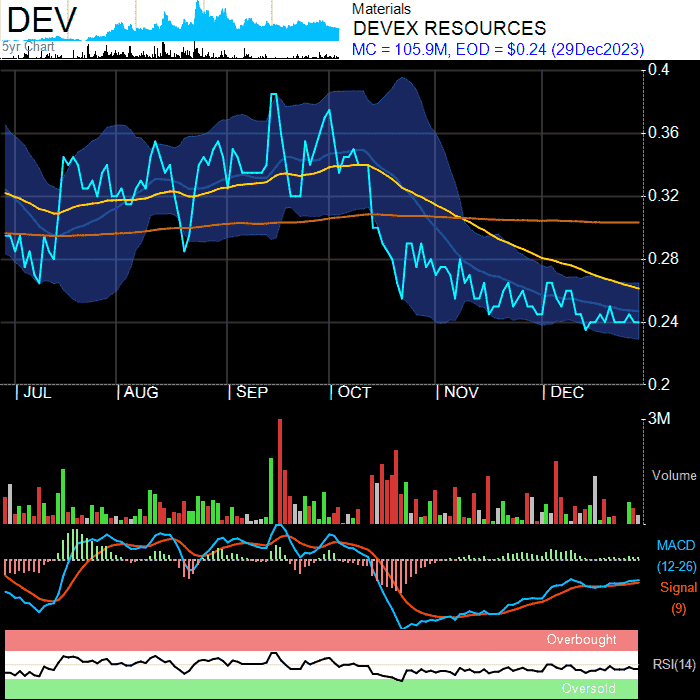 DEV
5yr Chart
Materials
DEVEX RESOURCES
MC = 105.9M, EOD = $0.24 (29Dec2023)
0.4
0.36
0.32
0.28
0.24
0.2
JUL
AUG
SEP
OCT
NOV
DEC
3M
Volume
MACD
(12-26)
Signal
(9)
Overbought
RSI(14)
Oversold